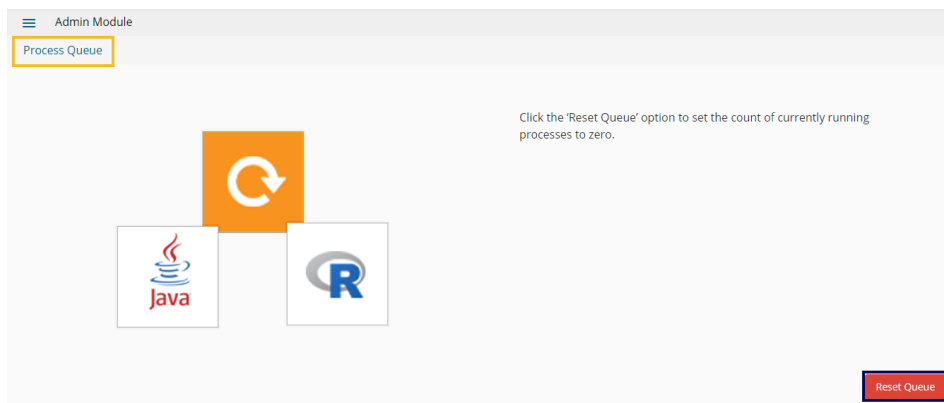 Admin Module
Process Queue
Click the ‘Reset Queue’ option to set the count of currently running
processes to zero.
Java
R
Reset Queue